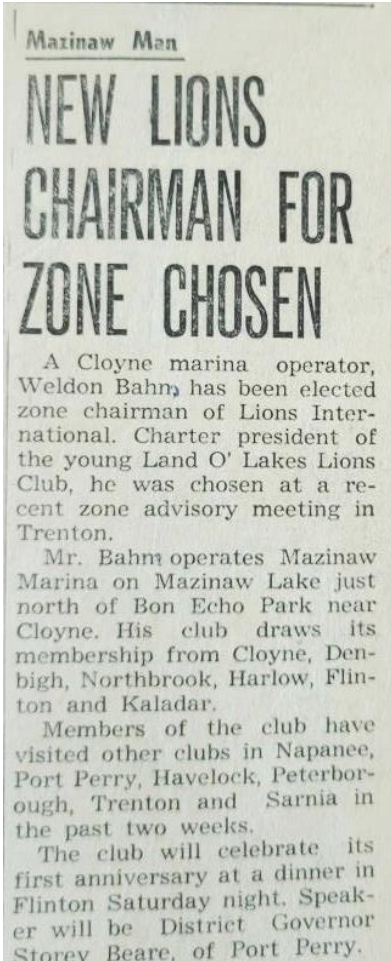 Mazinaw Man
NEW LIONS
CHAIRMAN FOR
ZONE CHOSEN
A Cloyne marina operator,
Weldon Bahm, has been elected
zone chairman of Lions Inter-
national. Charter president of
the young Land O' Lakes Lions
Club, he was chosen at a re-
cent zone advisory meeting in
Trenton.
Mr. Bahm operates Mazinaw
Marina on Mazinaw Lake just
north of Bon Echo Park near
Cloyne. His club draws its
membership from Cloyne, Den-
bigh, Northbrook, Harlow, Flin-
ton and Kaladar.
Members of the club have
visited other clubs in Napanee,
Port Perry, Havelock, Peterbor-
ough, Trenton and Sarnia in
the past two weeks.
The club will celebrate its
first anniversary at a dinner in
Flinton Saturday night. Speak-
er will be District Governor
Storey Beare, of Port Perry.